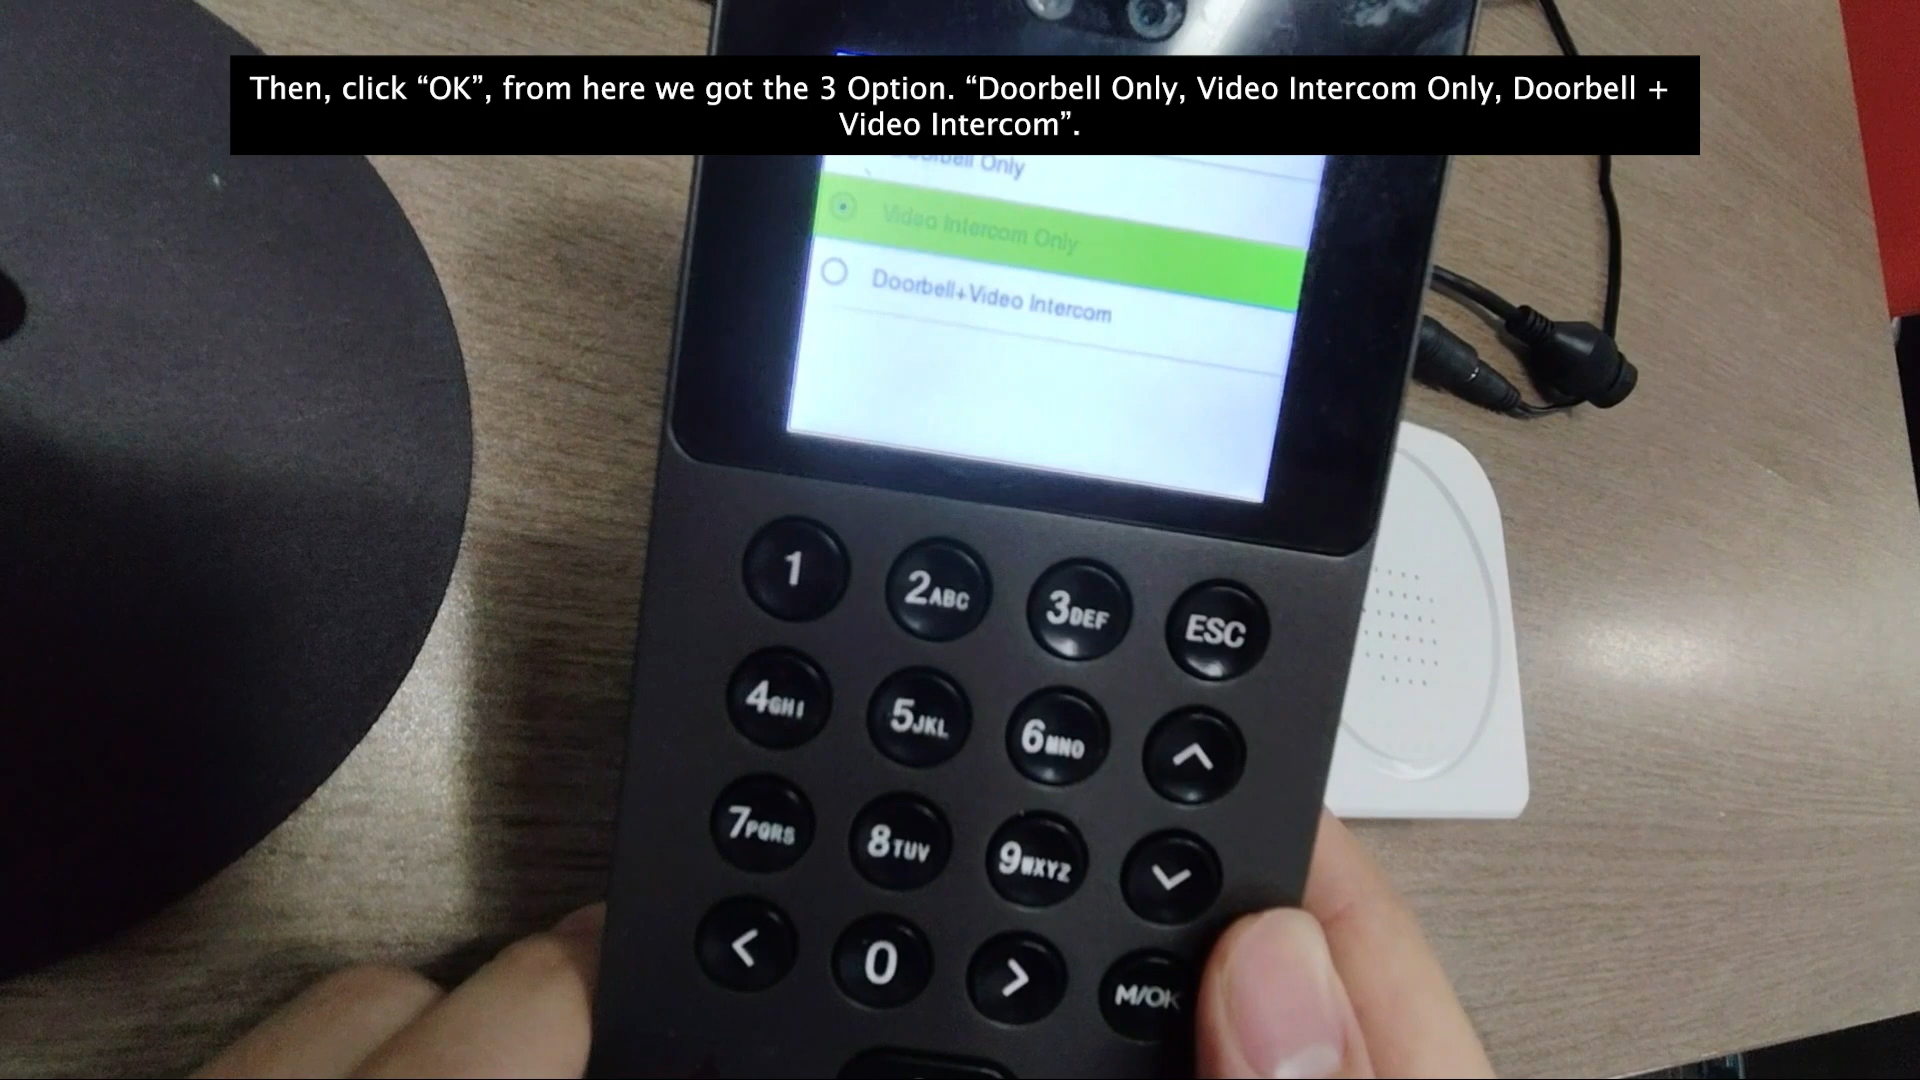 Then, click “OK”, from here we got the 3 Option. “Doorbell Only, Video Intercom Only, Doorbell +
Video Intercom”.
Doorbell Only
Video Intercom Only
Doorbell+Video Intercom
1 2ABC 3DEF ESC
4GHI 5JKL 6MNO
7PQRS 8TUV 9WXYZ
< 0 > M/OK